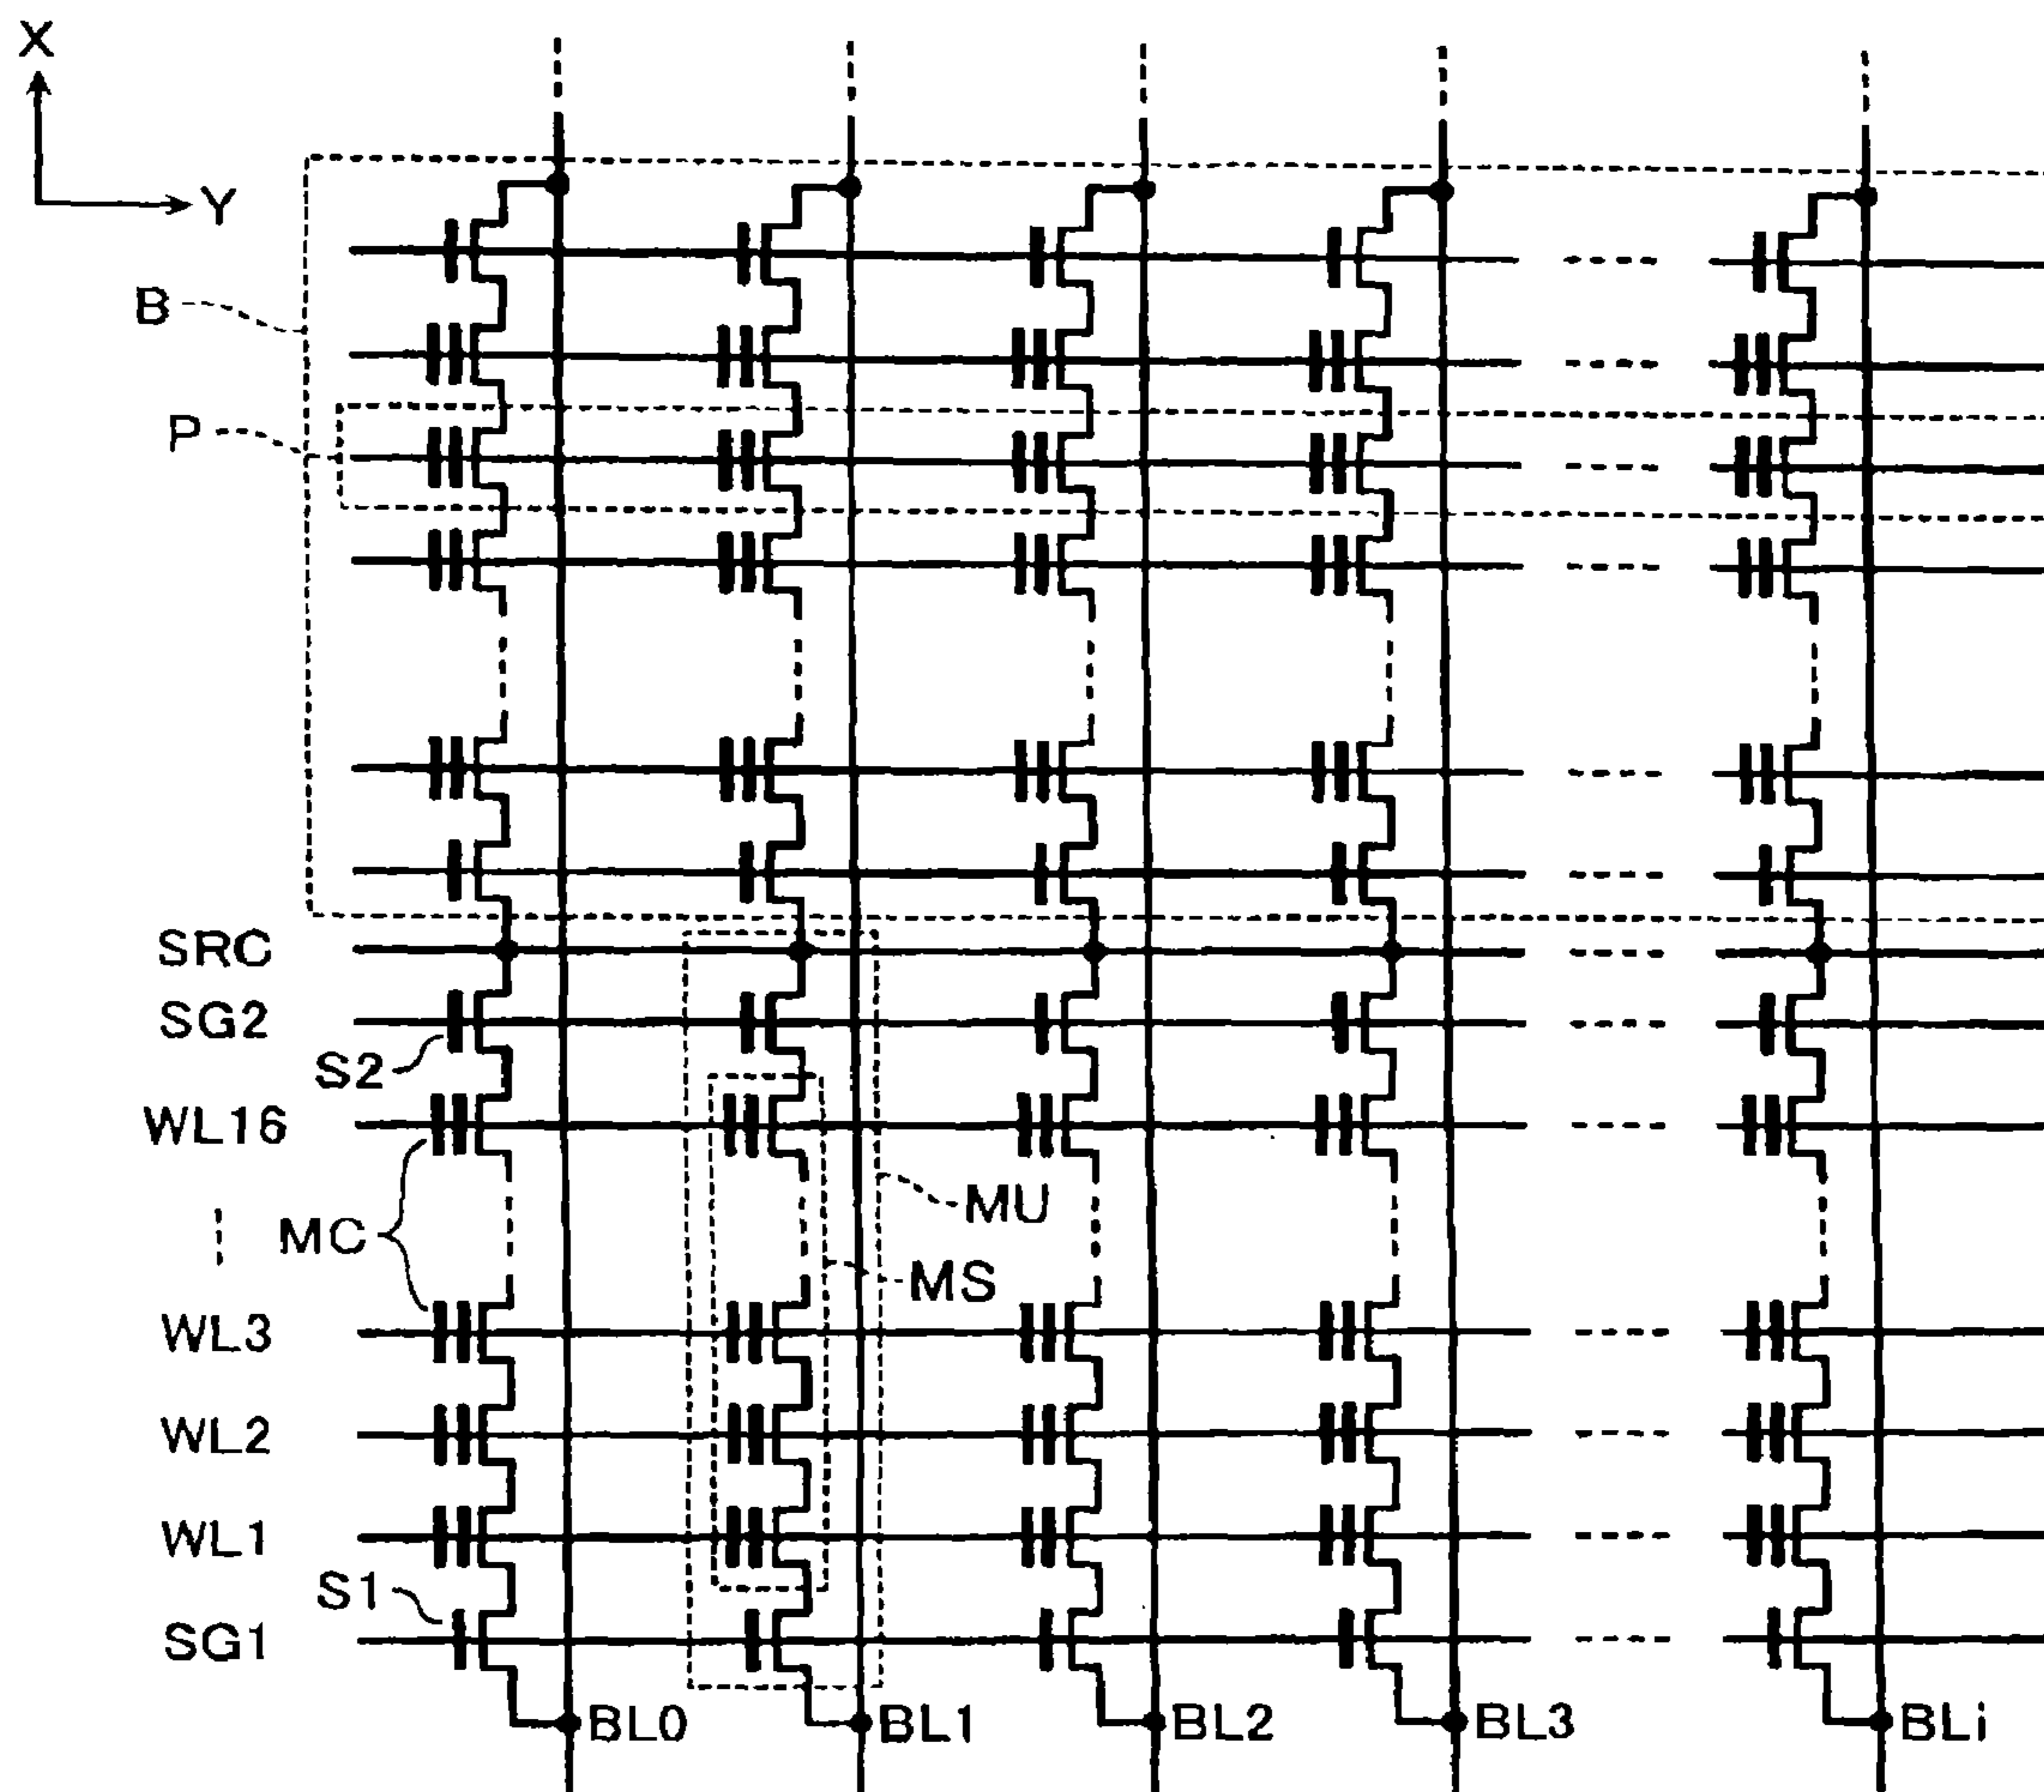 X
Y
B
P
SRC
SG2
S2
WL16
MU
MC
MS
WL3
WL2
WL1
S1
SG1
BL0 BL1 BL2 BL3 BLi